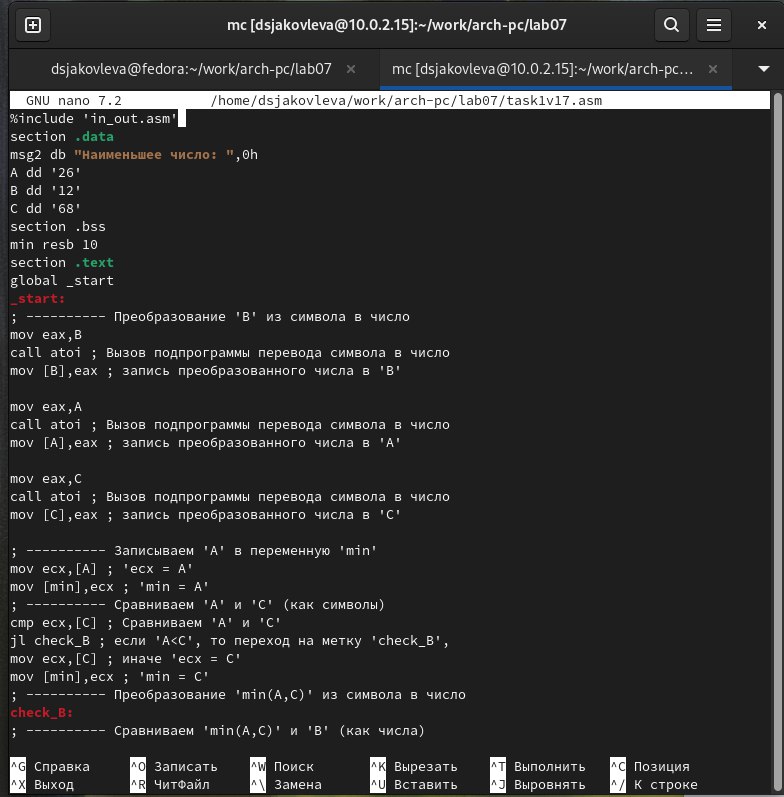 mc [dsjakovleva@10.0.2.15]:~/work/arch-pc/lab07
dsjakovleva@fedora:~/work/arch-pc/lab07 × mc [dsjakovleva@10.0.2.15]:~/work/arch-pc... ×
GNU nano 7.2 /home/dsjakovleva/work/arch-pc/lab07/task1v17.asm
%include 'in_out.asm'
section .data
msg2 db "Наименьшее число: ",0h
A dd '26'
B dd '12'
C dd '68'
section .bss
min resb 10
section .text
global _start
_start:
; ---------- Преобразование 'B' из символа в число
mov eax,B
call atoi ; Вызов подпрограммы перевода символа в число
mov [B],eax ; запись преобразованного числа в 'B'

mov eax,A
call atoi ; Вызов подпрограммы перевода символа в число
mov [A],eax ; запись преобразованного числа в 'A'

mov eax,C
call atoi ; Вызов подпрограммы перевода символа в число
mov [C],eax ; запись преобразованного числа в 'C'

; ---------- Записываем 'A' в переменную 'min'
mov ecx,[A] ; 'ecx = A'
mov [min],ecx ; 'min = A'
; ---------- Сравниваем 'A' и 'С' (как символы)
cmp ecx,[C] ; Сравниваем 'A' и 'С'
jl check_B ; если 'A<C', то переход на метку 'check_B',
mov ecx,[C] ; иначе 'ecx = C'
mov [min],ecx ; 'min = C'
; ---------- Преобразование 'min(A,C)' из символа в число
check_B:
; ---------- Сравниваем 'min(A,C)' и 'B' (как числа)
^G Справка ^O Записать ^W Поиск ^K Вырезать ^T Выполнить ^C Позиция
^X Выход ^R ЧитФайл ^\ Замена ^U Вставить ^J Выровнять ^/ К строке